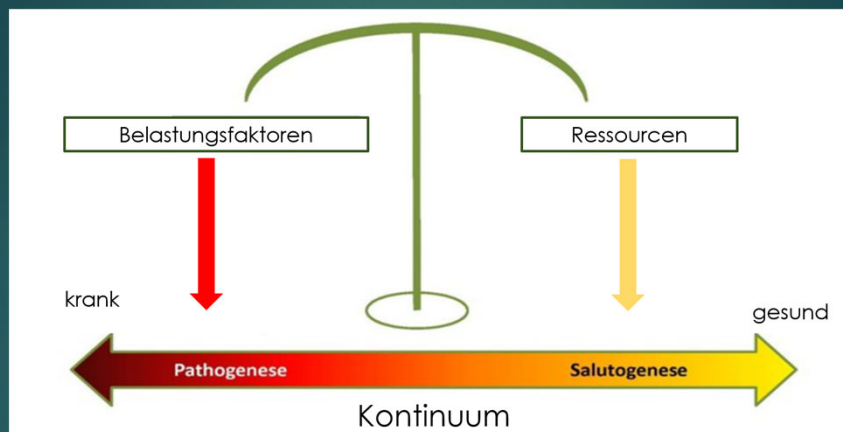 Belastungsfaktoren
Ressourcen
krank
gesund
Pathogenese
Salutogenese
Kontinuum